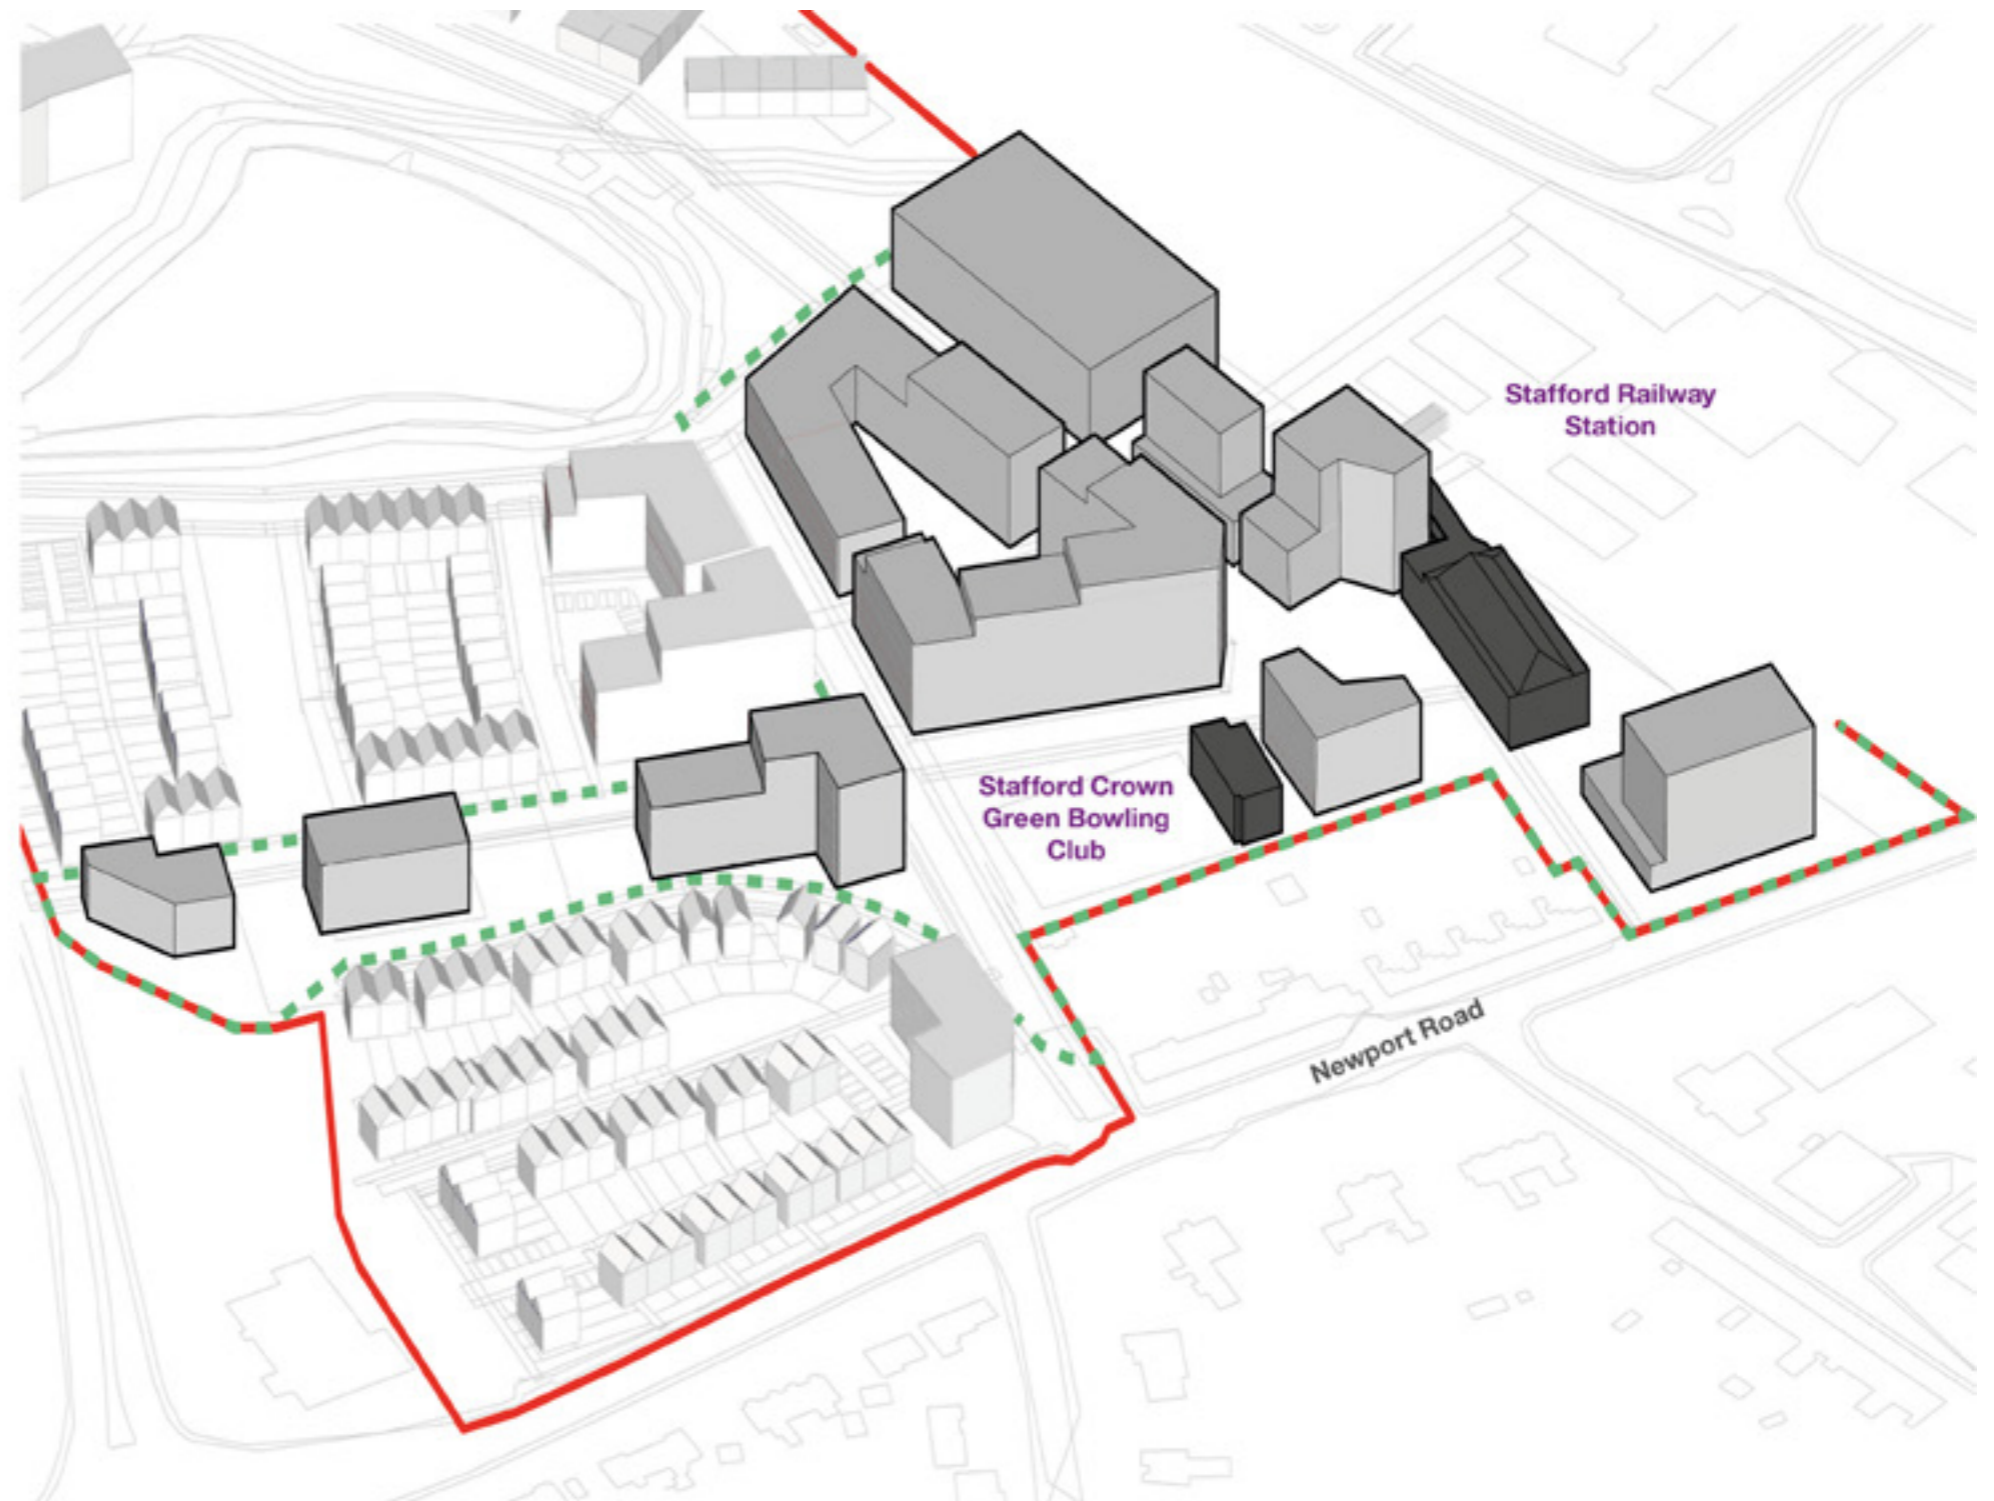 Stafford Railway
Station
Stafford Crown
Green Bowling
Club
Newport Road